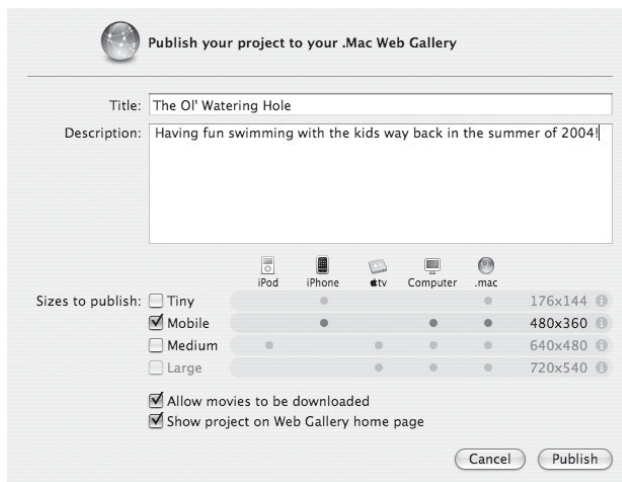 Publish your project to your .Mac Web Gallery
Title: The Ol' Watering Hole
Description: Having fun swimming with the kids way back in the summer of 2004!
iPod iPhone tv Computer .mac
Sizes to publish: Tiny 176x144
Mobile 480x360
Medium 640x480
Large 720x540
Allow movies to be downloaded
Show project on Web Gallery home page
Cancel Publish